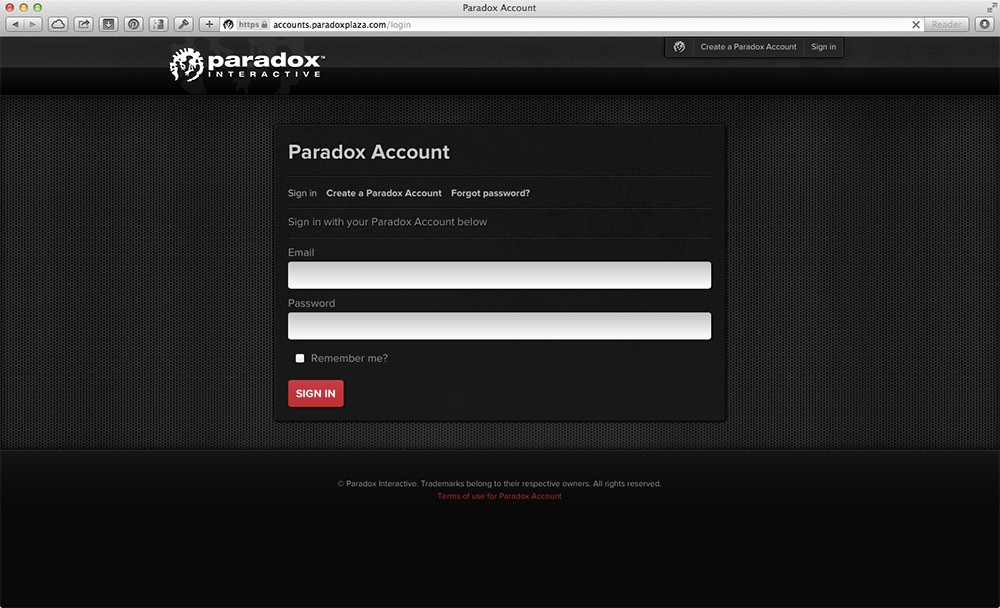 Paradox Account
https accounts.paradoxplaza.com/login
Reader
paradox™
INTERACTIVE
Create a Paradox Account Sign in
Paradox Account
Sign in Create a Paradox Account Forgot password?
Sign in with your Paradox Account below
Email
Password
Remember me?
SIGN IN
© Paradox Interactive. Trademarks belong to their respective owners. All rights reserved.
Terms of use for Paradox Account